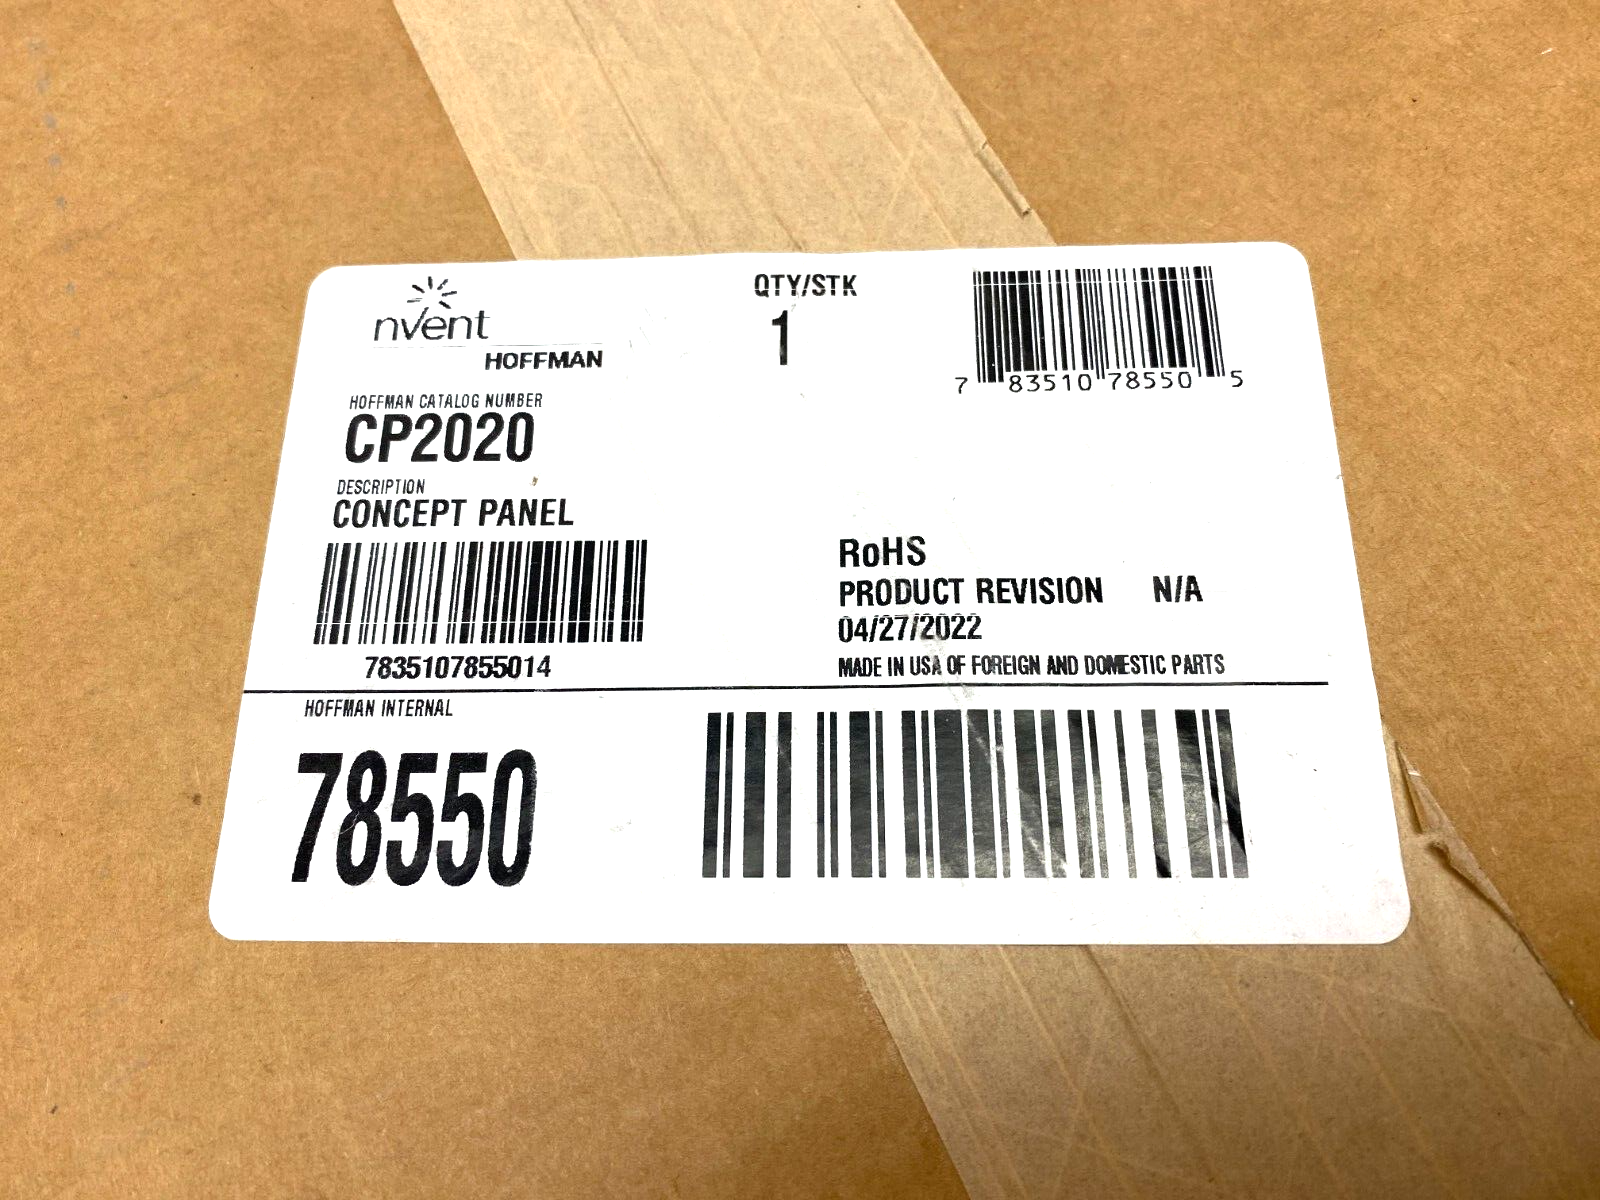 nvent
HOFFMAN
QTY/STK
1
7 83510 78550 5
HOFFMAN CATALOG NUMBER
CP2020
DESCRIPTION
CONCEPT PANEL
7835107855014
RoHS
PRODUCT REVISION N/A
04/27/2022
MADE IN USA OF FOREIGN AND DOMESTIC PARTS
HOFFMAN INTERNAL
78550